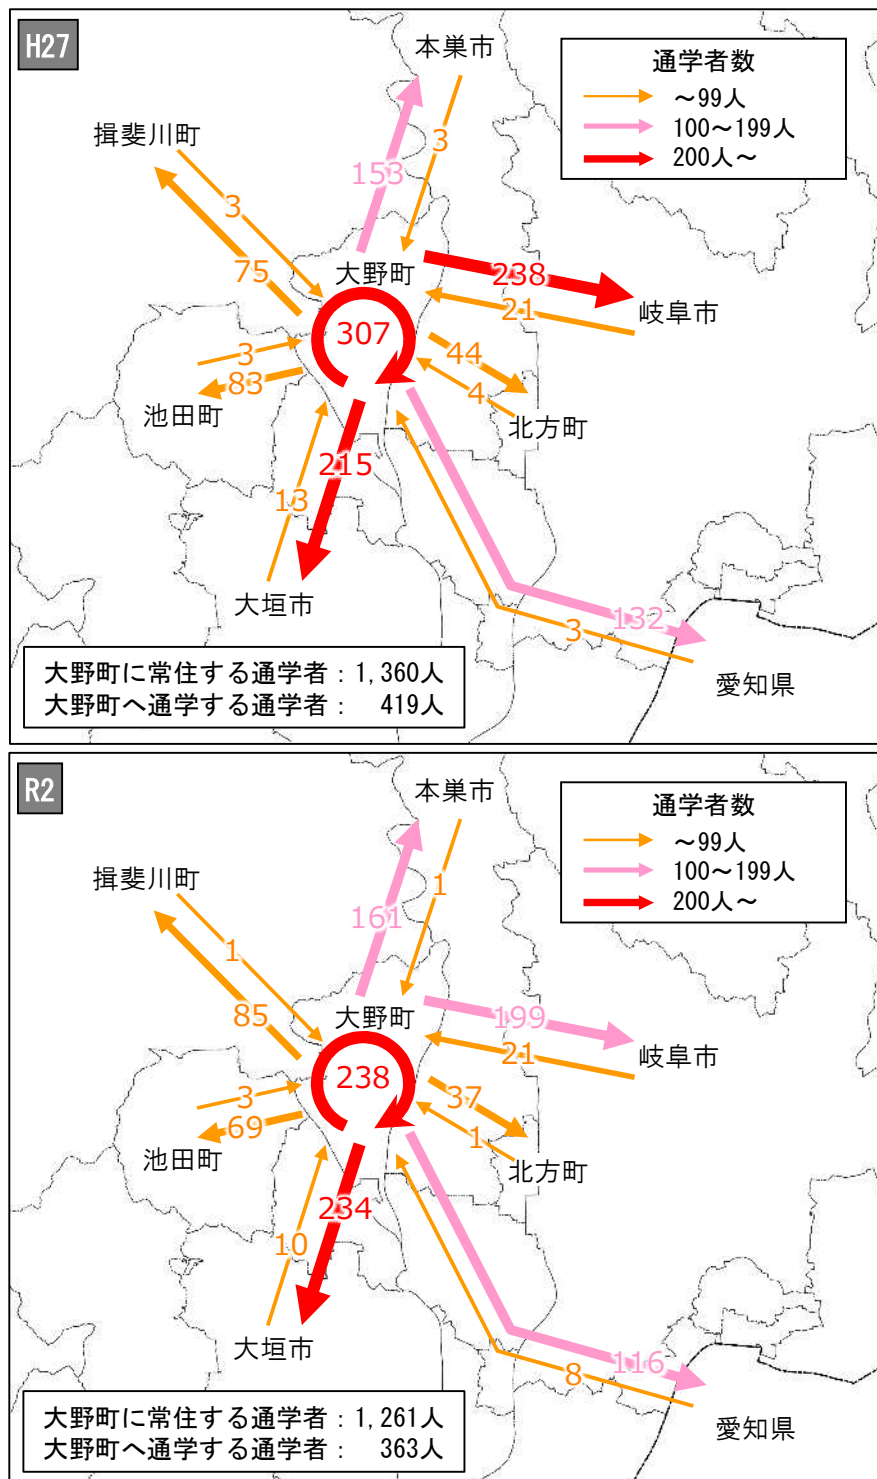 H27
本巣市
通学者数
～99人
100～199人
200人～
揖斐川町
3
153
3
75
大野町
238
岐阜市
21
307
44
3
83
4
池田町
北方町
215
13
大垣市
132
3
愛知県
大野町に常住する通学者：1,360人
大野町へ通学する通学者：　419人
R2
本巣市
通学者数
～99人
100～199人
200人～
揖斐川町
1
161
1
85
大野町
199
岐阜市
21
238
37
3
69
1
池田町
北方町
234
10
大垣市
116
8
愛知県
大野町に常住する通学者：1,261人
大野町へ通学する通学者：　363人